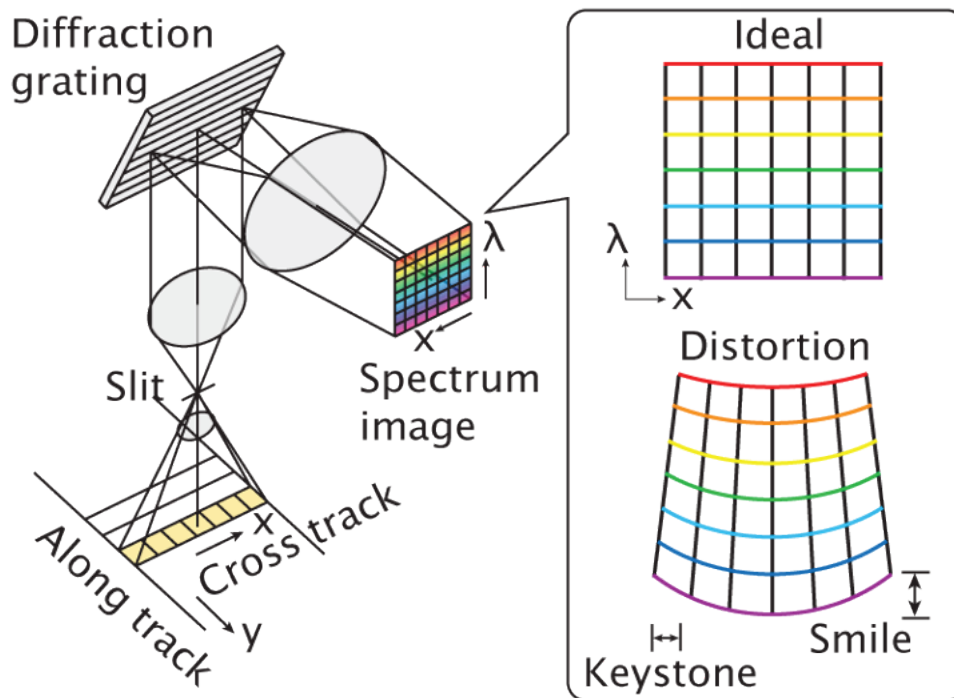 Diffraction
grating
Slit
Along track
Cross track
x
y
λ
x
Spectrum
image
Ideal
λ
x
Distortion
Keystone
Smile